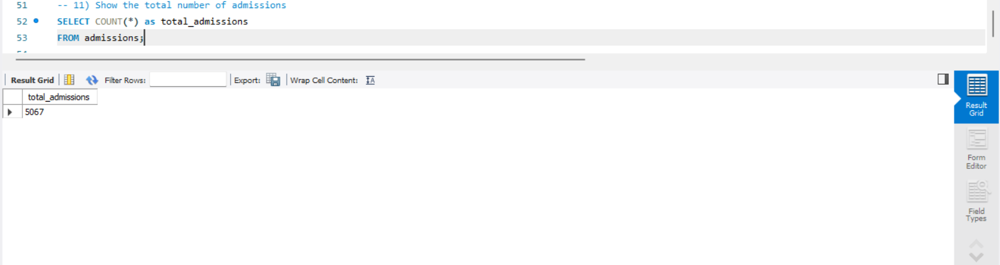 51 -- 11) Show the total number of admissions
52 SELECT COUNT(*) as total_admissions
53 FROM admissions;
Result Grid Filter Rows: Export: Wrap Cell Content:
total_admissions
5067
Result
Grid
Form
Editor
Field
Types